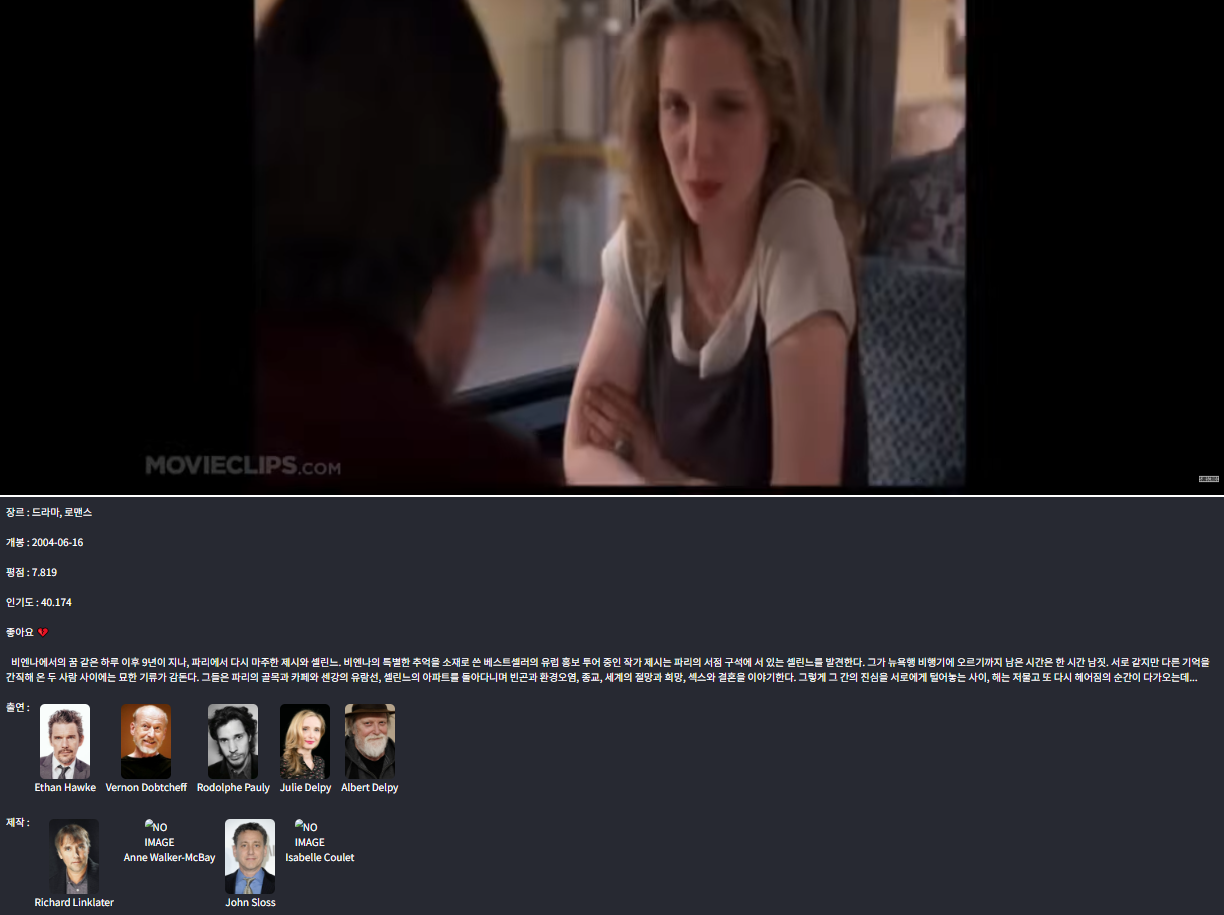 MOVIECLIPS.COM
장르 : 드라마, 로맨스
개봉 : 2004-06-16
평점 : 7.819
인기도 : 40.174
좋아요 💔
비엔나에서의 꿈 같은 하루 이후 9년이 지나, 파리에서 다시 마주한 제시와 셀린느. 비엔나의 특별한 추억을 소재로 쓴 베스트셀러의 유럽 홍보 투어 중인 작가 제시는 파리의 서점 구석에 서 있는 셀린느를 발견한다. 그가 뉴욕행 비행기에 오르기까지 남은 시간은 한 시간 남짓. 서로 같지만 다른 기억을
간직해 온 두 사람 사이에는 묘한 기류가 감돈다. 그들은 파리의 골목과 카페와 센강의 유람선, 셀린느의 아파트를 돌아다니며 빈곤과 환경오염, 종교, 세계의 절망과 희망, 섹스와 결혼을 이야기한다. 그렇게 그 간의 진심을 서로에게 털어놓는 사이, 해는 저물고 또 다시 헤어짐의 순간이 다가오는데...
출연 :
Ethan Hawke Vernon Dobtcheff Rodolphe Pauly Julie Delpy Albert Delpy
제작 :
NO IMAGE
NO IMAGE
Anne Walker-McBay Isabelle Coulet
Richard Linklater John Sloss